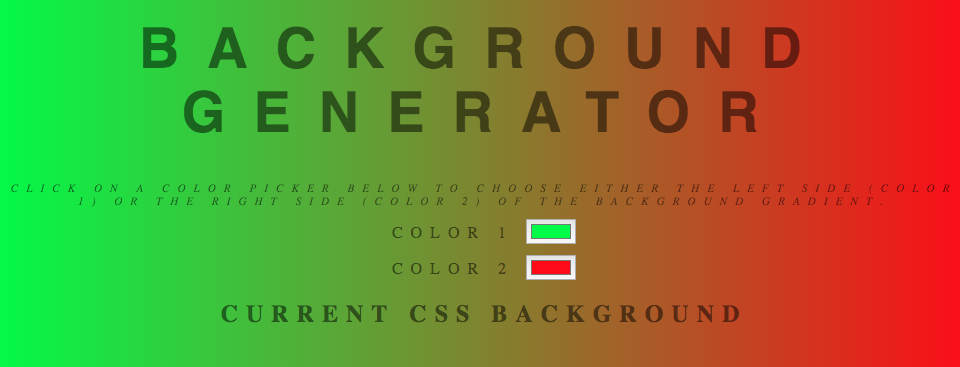 BACKGROUND
GENERATOR
CLICK ON A COLOR PICKER BELOW TO CHOOSE EITHER THE LEFT SIDE (COLOR
1) OR THE RIGHT SIDE (COLOR 2) OF THE BACKGROUND GRADIENT.
COLOR 1
COLOR 2
CURRENT CSS BACKGROUND